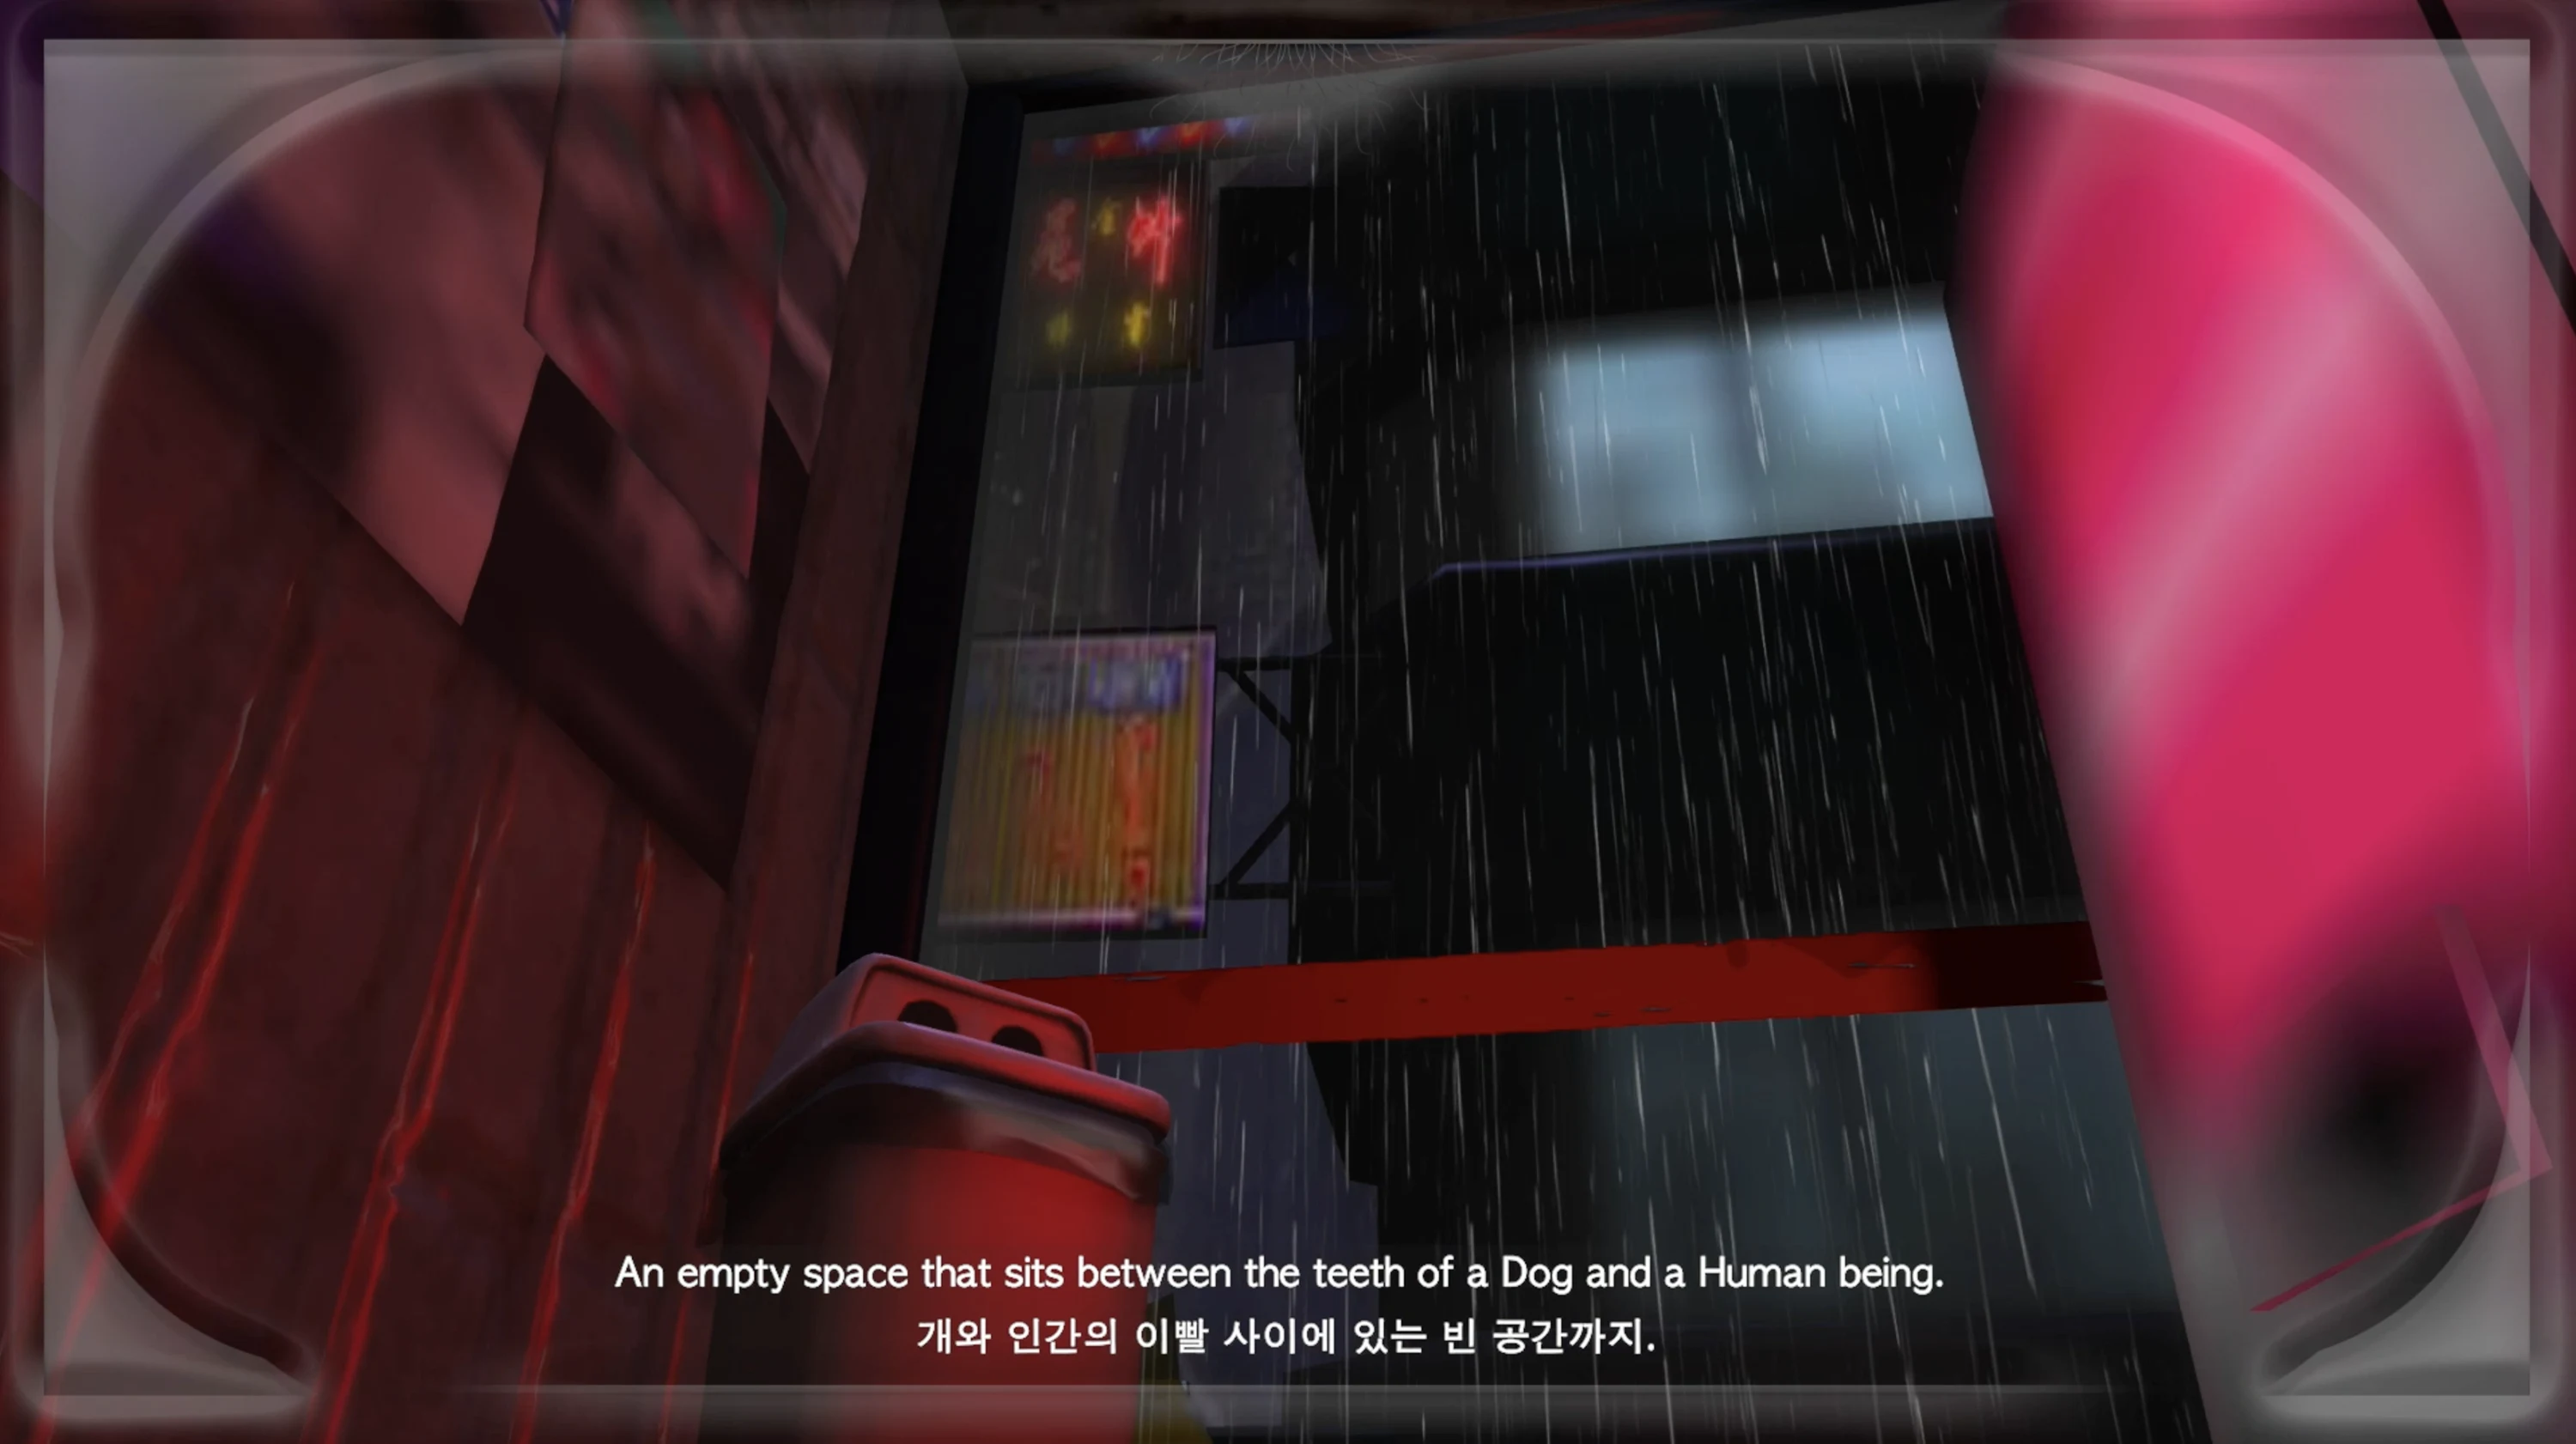 An empty space that sits between the teeth of a Dog and a Human being.
개와 인간의 이빨 사이에 있는 빈 공간까지.